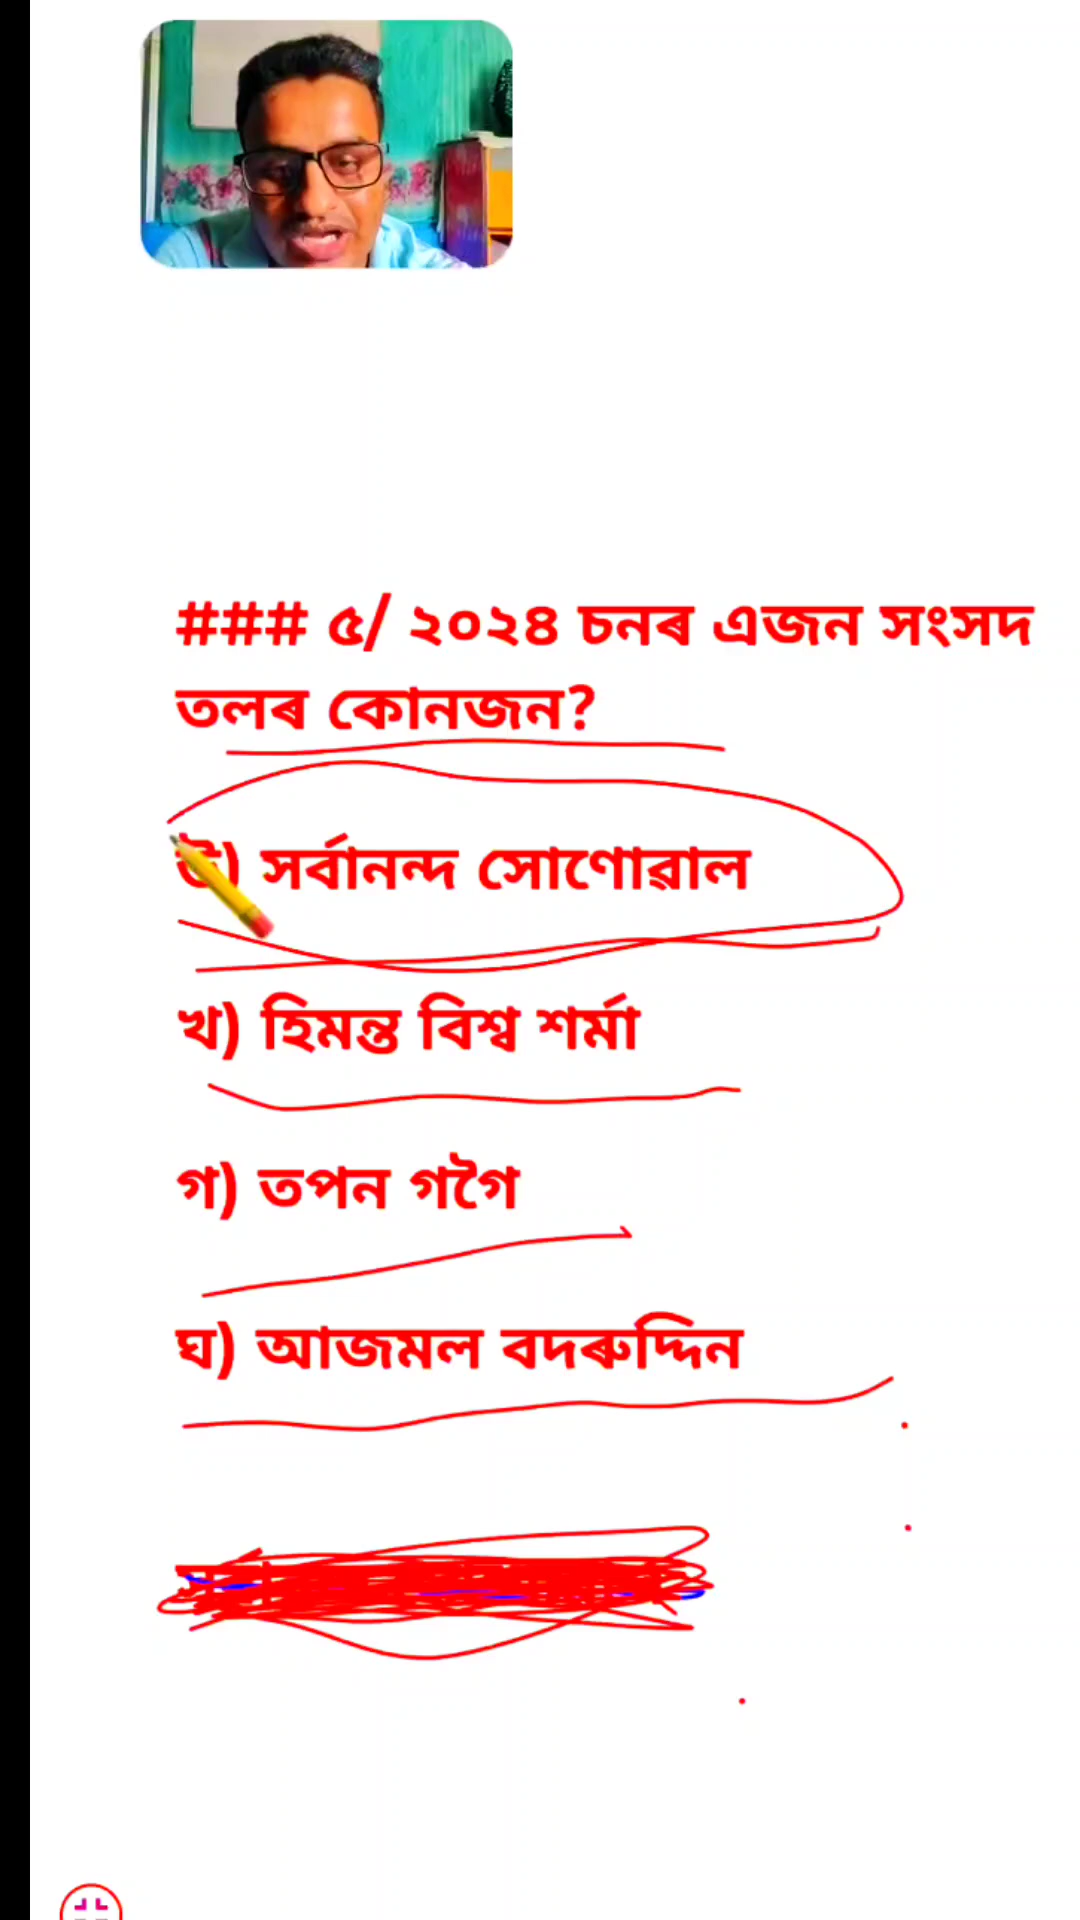 ### ৫/ ২০২৪ চনৰ এজন সংসদ
তলৰ কোনজন?
সৰ্বানন্দ সোণোৱাল
খ) হিমন্ত বিশ্ব শৰ্মা
গ) তপন গগৈ
ঘ) আজমল বদৰুদ্দিন